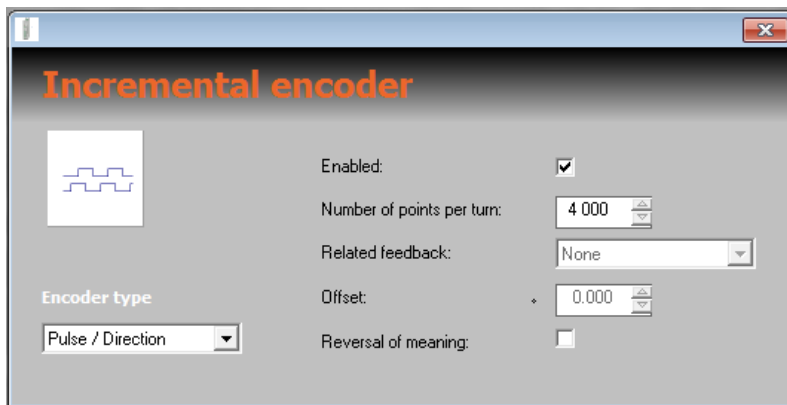 Incremental encoder
Enabled:
Number of points per turn: 4 000
Related feedback: None
Encoder type
Offset: 0.000
Pulse / Direction
Reversal of meaning: